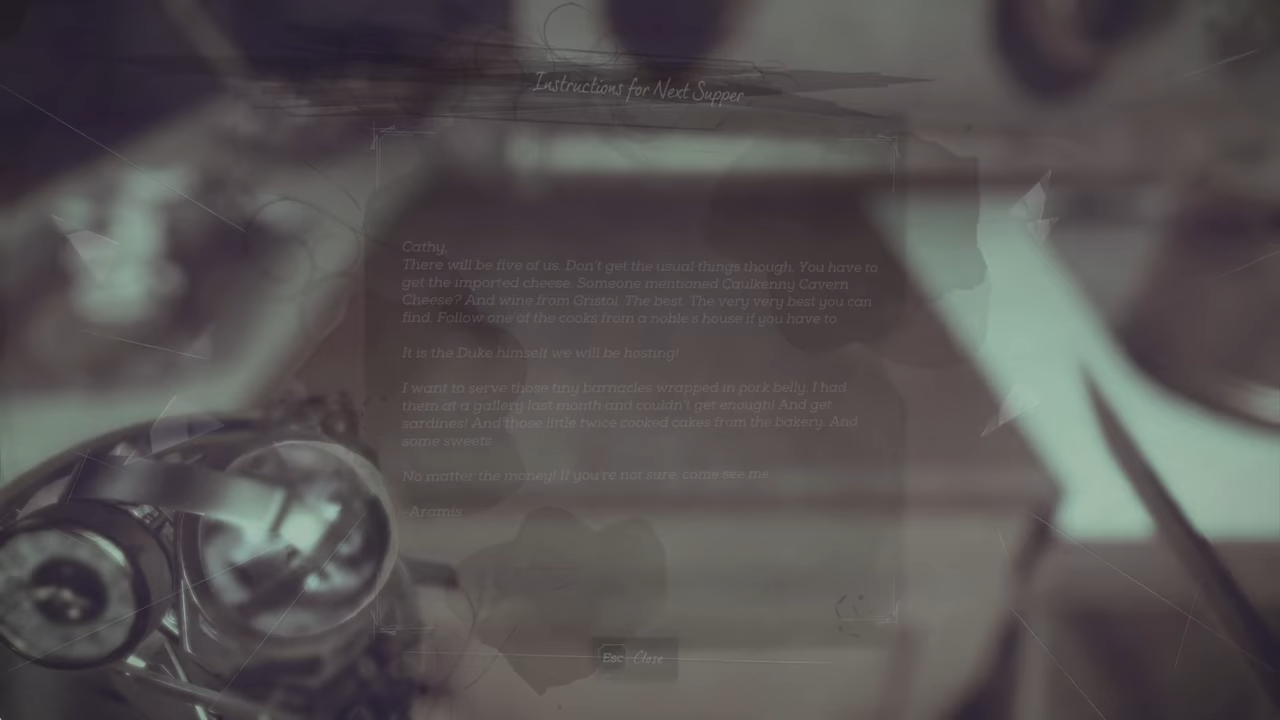 Instructions for Next Supper
Cathy,
There will be five of us. Don't get the usual things though. You have to
get the imported cheese. Someone mentioned Caulkenny Cavern
Cheese? And wine from Gristol. The best. The very very best you can
find. Follow one of the cooks from a noble's house if you have to.
It is the Duke himself we will be hosting!
I want to serve those tiny barnacles wrapped in pork belly. I had
them at a gallery last month and couldn't get enough! And get
sardines! And those little twice cooked cakes from the bakery. And
some sweets.
No matter the money! If you're not sure, come see me.
-Aramis
Esc Close